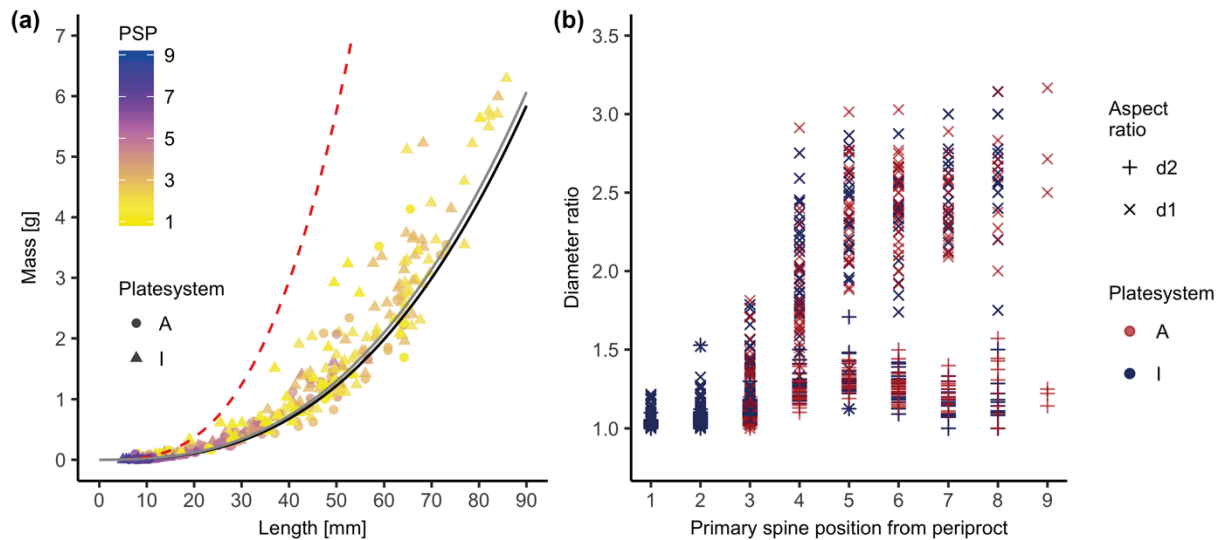 (a)
7
6
5
4
3
2
1
0
Mass [g]
PSP
9
7
5
3
1
Platesystem
A
I
0 10 20 30 40 50 60 70 80 90
Length [mm]
(b)
3.5
3.0
2.5
2.0
1.5
1.0
Diameter ratio
1 2 3 4 5 6 7 8 9
Primary spine position from periproct
Aspect
ratio
d2
d1
Platesystem
A
I